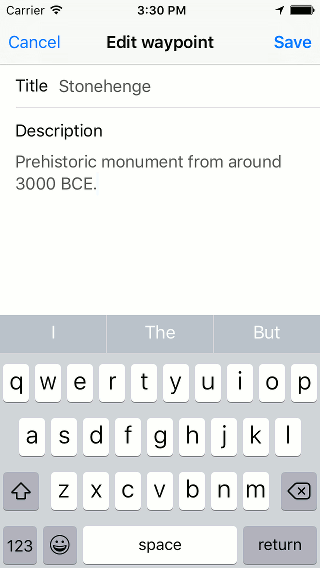 Carrier 3:30 PM
Cancel Edit waypoint Save
Title Stonehenge
Description
Prehistoric monument from around
3000 BCE.
I The But
q w e r t y u i o p
a s d f g h j k l
z x c v b n m
123 space return